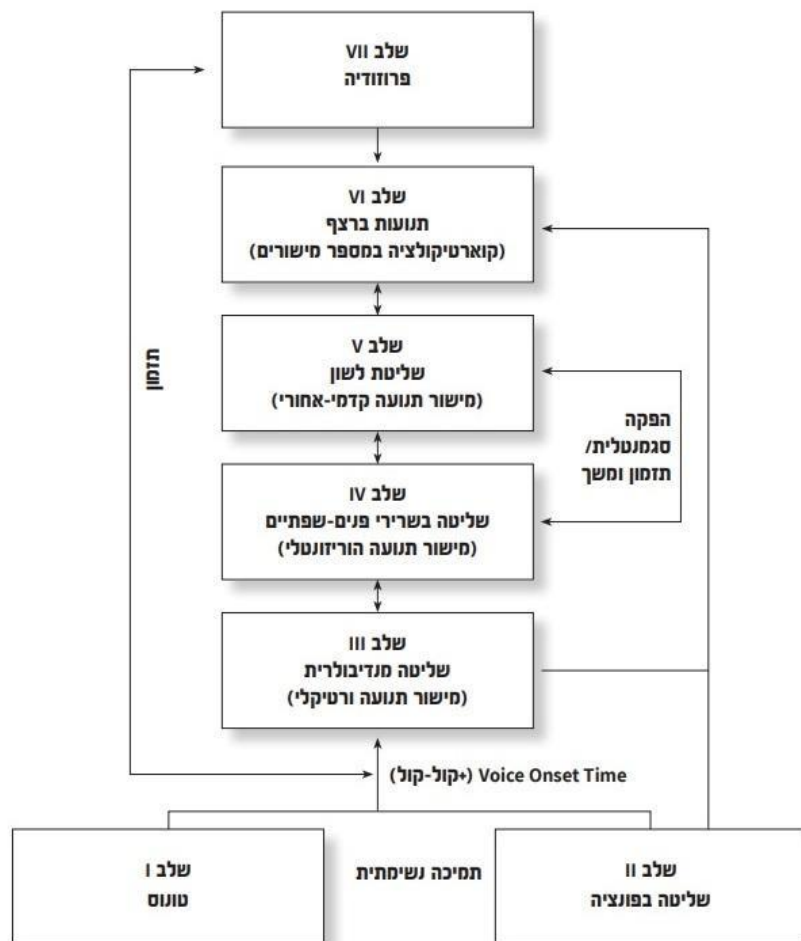 שלב VII
פרוזודיה
שלב VI
תנועות ברצף
(קוארטיקולציה במספר מישורים)
שלב V
שליטת לשון
(מישור תנועה קדמי-אחורי)
שלב IV
שליטה בשרירי פנים-שפתיים
(מישור תנועה הוריזונטלי)
שלב III
שליטה מנדיבולרית
(מישור תנועה ורטיקלי)
הפקה
סגמנטלית/
תזמון ומשך
תזמון
Voice Onset Time (+קול-קול)
שלב II
שליטה בפונציה
תמיכה נשימתית
שלב I
טונוס